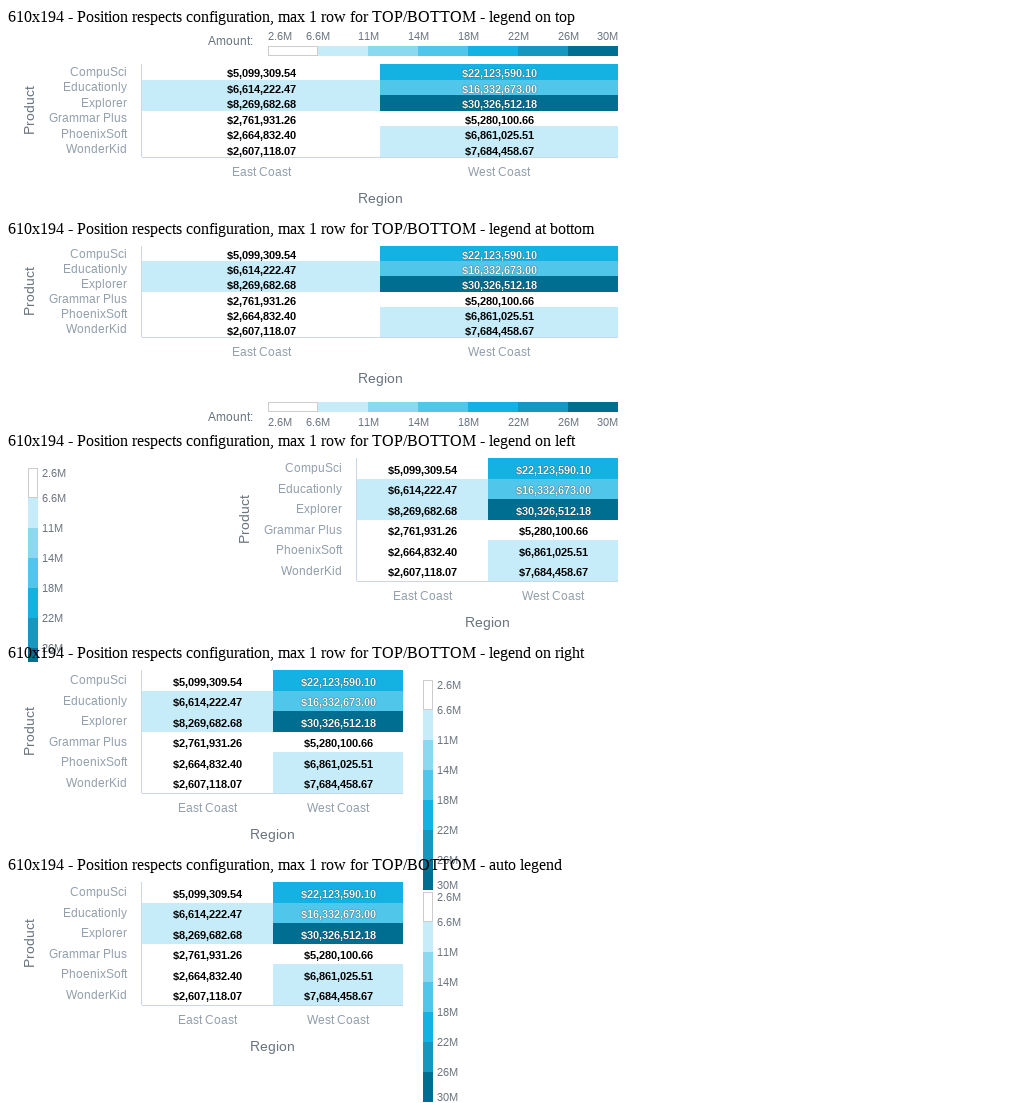 610x194 - Position respects configuration, max 1 row for TOP/BOTTOM - legend on top
Amount: 2.6M 6.6M 11M 14M 18M 22M 26M 30M
Product
CompuSci $5,099,309.54 $22,123,590.10
Educationly $6,614,222.47 $16,332,673.00
Explorer $8,269,682.68 $30,326,512.18
Grammar Plus $2,761,931.26 $5,280,100.66
PhoenixSoft $2,664,832.40 $6,861,025.51
WonderKid $2,607,118.07 $7,684,458.67
East Coast West Coast
Region
610x194 - Position respects configuration, max 1 row for TOP/BOTTOM - legend at bottom
Product
CompuSci $5,099,309.54 $22,123,590.10
Educationly $6,614,222.47 $16,332,673.00
Explorer $8,269,682.68 $30,326,512.18
Grammar Plus $2,761,931.26 $5,280,100.66
PhoenixSoft $2,664,832.40 $6,861,025.51
WonderKid $2,607,118.07 $7,684,458.67
East Coast West Coast
Region
Amount: 2.6M 6.6M 11M 14M 18M 22M 26M 30M
610x194 - Position respects configuration, max 1 row for TOP/BOTTOM - legend on left
2.6M
6.6M
11M
14M
18M
22M
26M
Product
CompuSci $5,099,309.54 $22,123,590.10
Educationly $6,614,222.47 $16,332,673.00
Explorer $8,269,682.68 $30,326,512.18
Grammar Plus $2,761,931.26 $5,280,100.66
PhoenixSoft $2,664,832.40 $6,861,025.51
WonderKid $2,607,118.07 $7,684,458.67
East Coast West Coast
Region
610x194 - Position respects configuration, max 1 row for TOP/BOTTOM - legend on right
Product
CompuSci $5,099,309.54 $22,123,590.10
Educationly $6,614,222.47 $16,332,673.00
Explorer $8,269,682.68 $30,326,512.18
Grammar Plus $2,761,931.26 $5,280,100.66
PhoenixSoft $2,664,832.40 $6,861,025.51
WonderKid $2,607,118.07 $7,684,458.67
East Coast West Coast
Region
2.6M
6.6M
11M
14M
18M
22M
26M
30M
610x194 - Position respects configuration, max 1 row for TOP/BOTTOM - auto legend
Product
CompuSci $5,099,309.54 $22,123,590.10
Educationly $6,614,222.47 $16,332,673.00
Explorer $8,269,682.68 $30,326,512.18
Grammar Plus $2,761,931.26 $5,280,100.66
PhoenixSoft $2,664,832.40 $6,861,025.51
WonderKid $2,607,118.07 $7,684,458.67
East Coast West Coast
Region
2.6M
6.6M
11M
14M
18M
22M
26M
30M